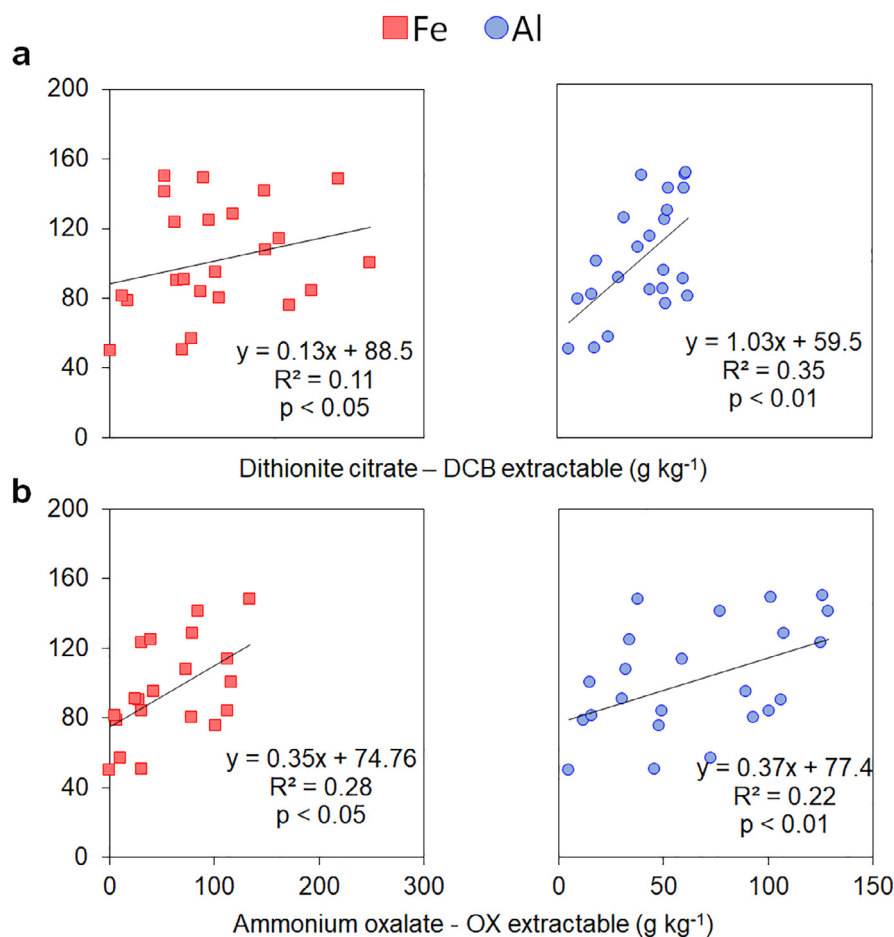 Fe Al
a
200
160
120
80
40
0
y = 0.13x + 88.5
R² = 0.11
p < 0.05
y = 1.03x + 59.5
R² = 0.35
p < 0.01
Dithionite citrate – DCB extractable (g kg⁻¹)
b
200
160
120
80
40
0
y = 0.35x + 74.76
R² = 0.28
p < 0.05
y = 0.37x + 77.4
R² = 0.22
p < 0.01
0 100 200 300
0 50 100 150
Ammonium oxalate - OX extractable (g kg⁻¹)